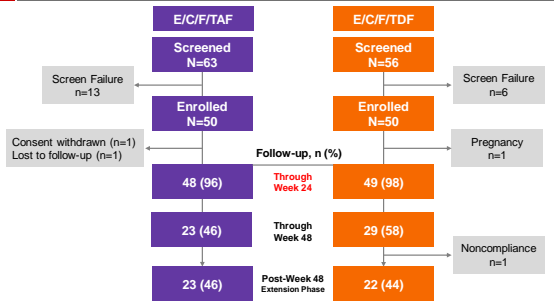 E/C/F/TAF
E/C/F/TDF
Screened
N=63
Screened
N=56
Screen Failure
n=13
Screen Failure
n=6
Enrolled
N=50
Enrolled
N=50
Consent withdrawn (n=1)
Lost to follow-up (n=1)
Pregnancy
n=1
Follow-up, n (%)
48 (96)
Through
Week 24
49 (98)
23 (46)
Through
Week 48
29 (58)
Noncompliance
n=1
23 (46)
Post-Week 48
Extension Phase
22 (44)